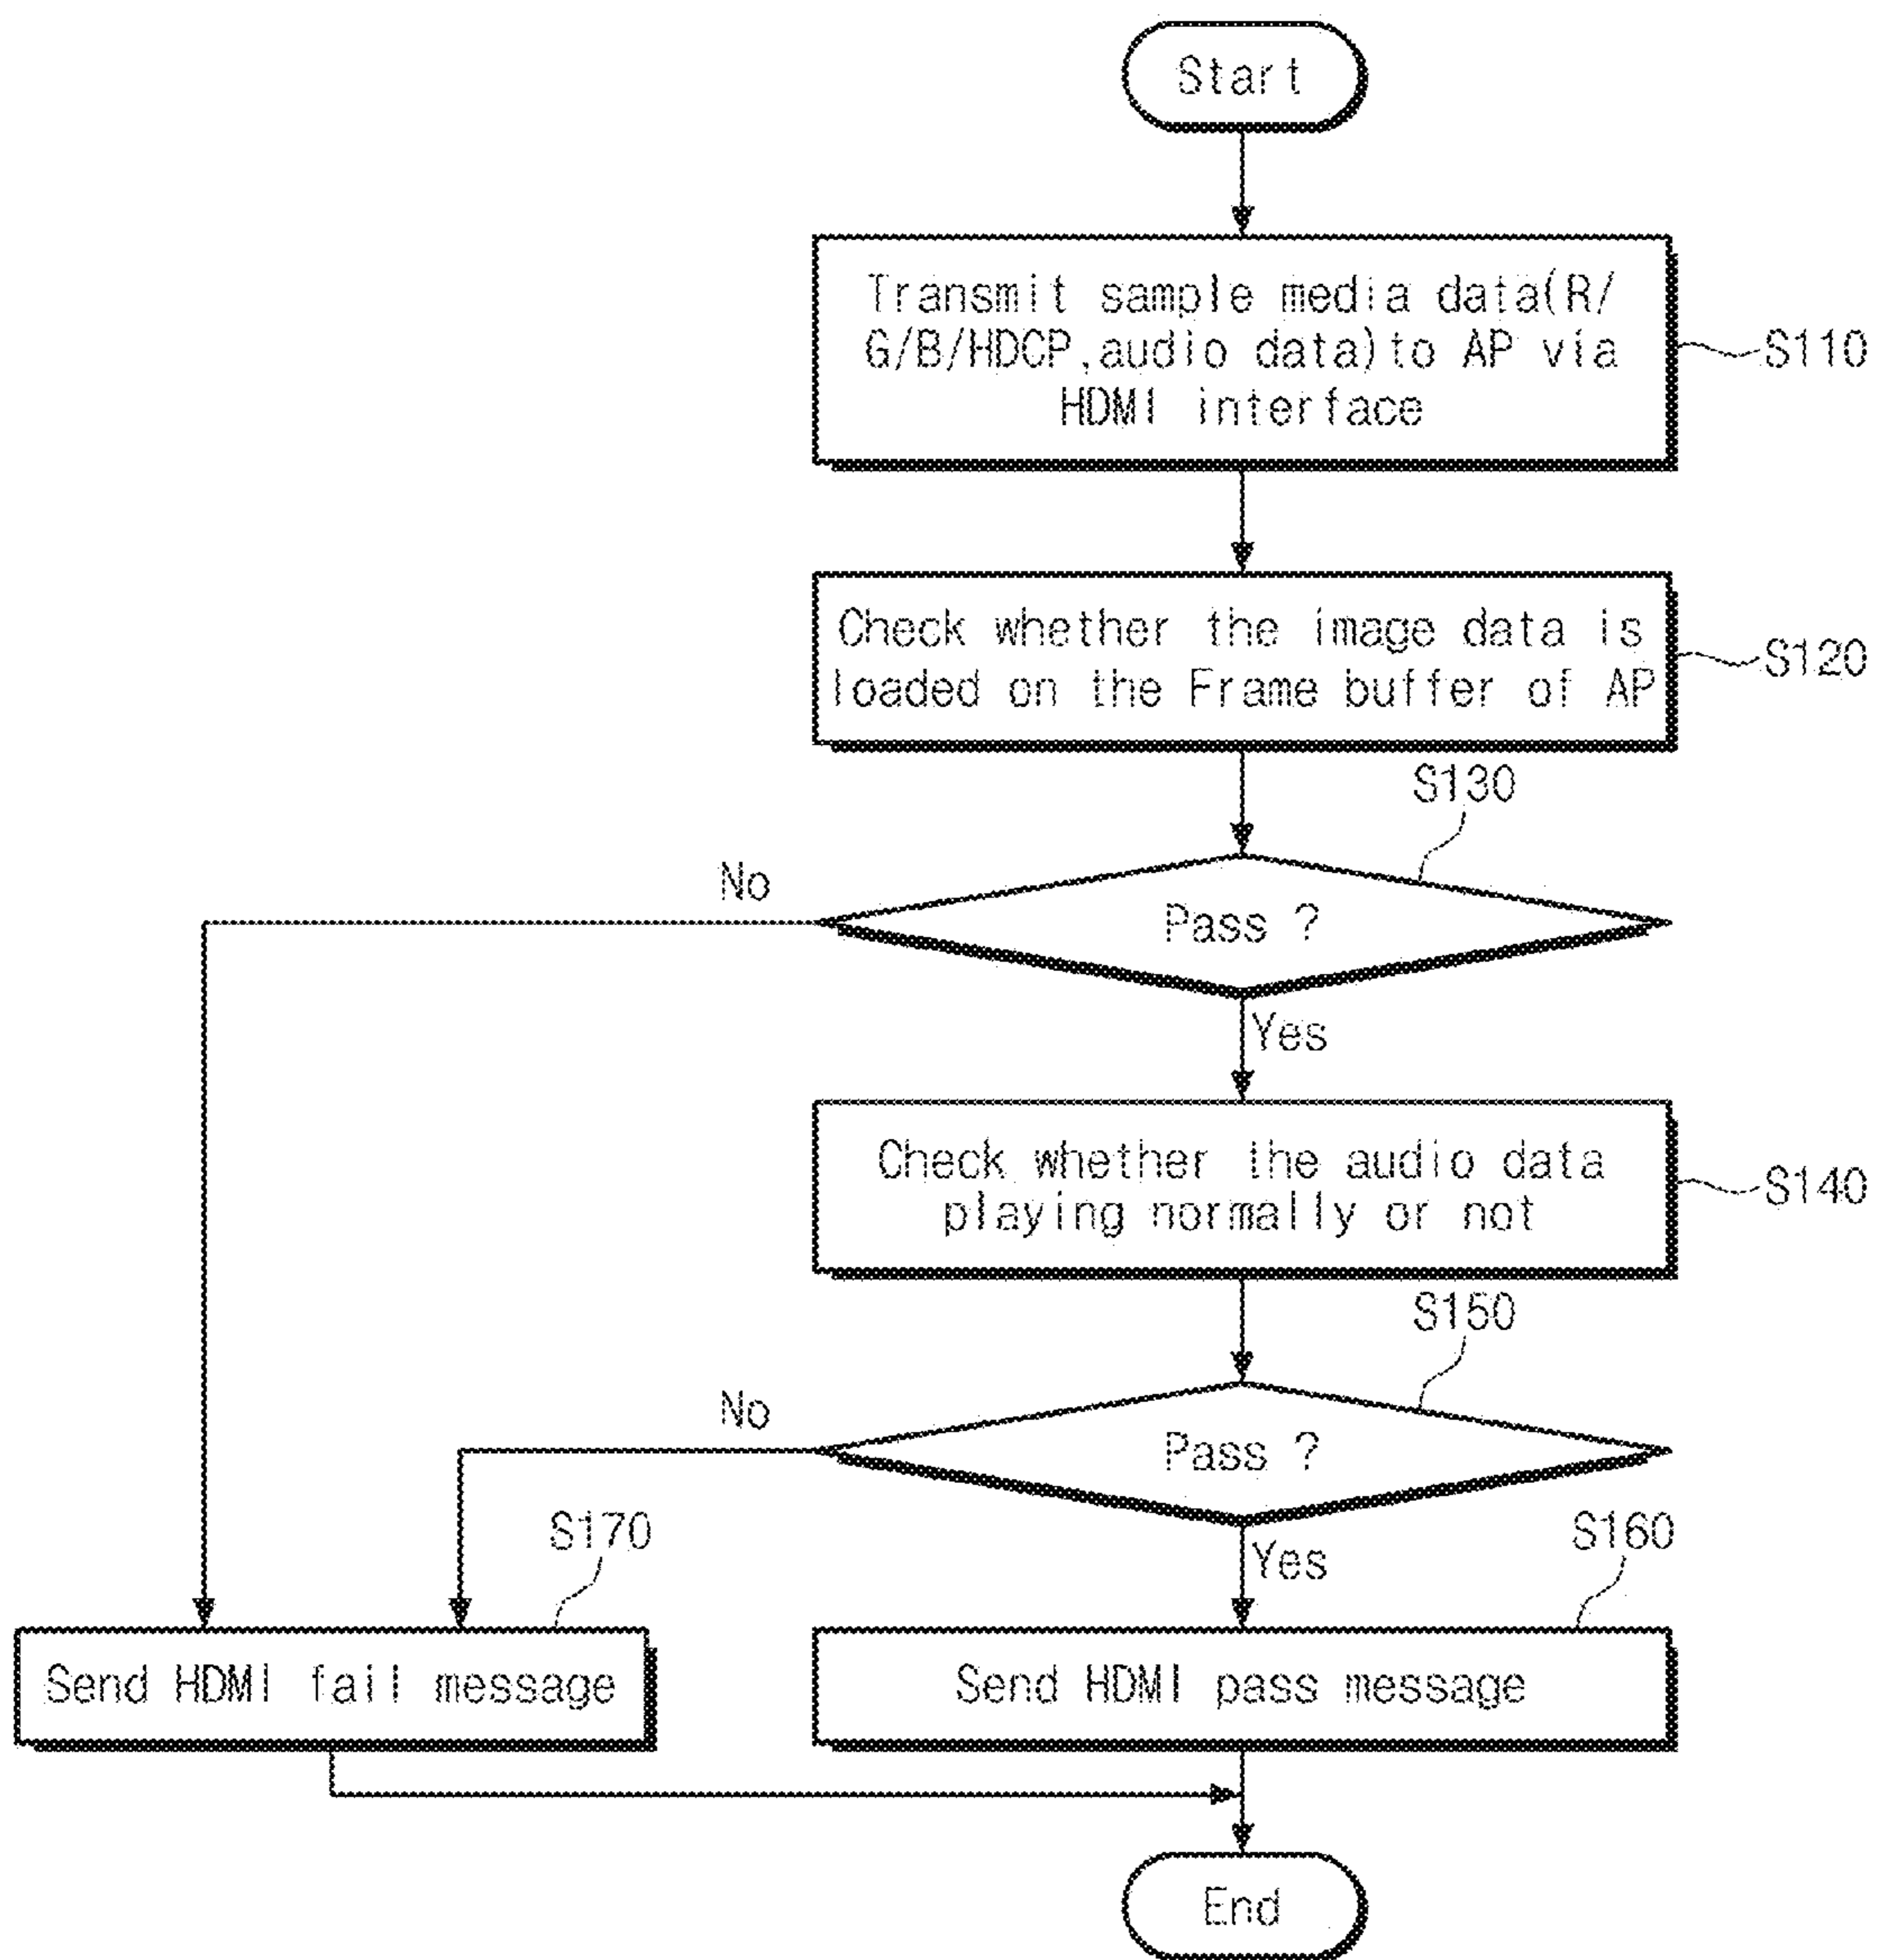 Start
Transmit sample media data(R/
G/B/HDCP,audio data)to AP via
HDMI interface
S110
Check whether the image data is
loaded on the Frame buffer of AP
S120
S130
No
Pass ?
Yes
Check whether the audio data
playing normally or not
S140
S150
No
Pass ?
Yes
S170
S160
Send HDMI fail message
Send HDMI pass message
End